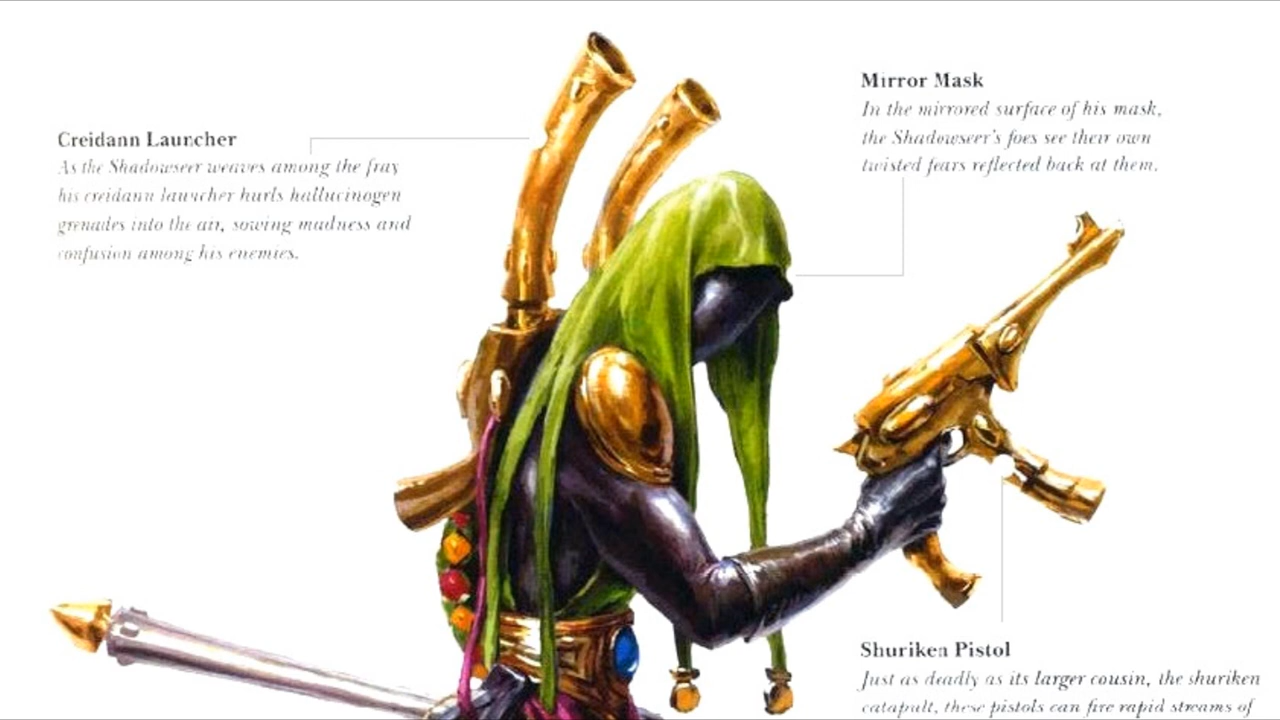 Mirror Mask
In the mirrored surface of his mask,
the Shadowseer's foes see their own
twisted fears reflected back at them.
Creidann Launcher
As the Shadowseer weaves among the fray
his creidann launcher hurls hallucinogen
grenades into the air, sowing madness and
confusion among his enemies.
Shuriken Pistol
Just as deadly as its larger cousin, the shuriken
catapult, these pistols can fire rapid streams of